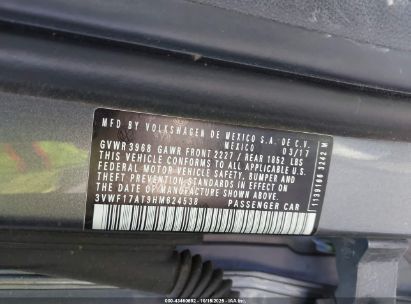 MFD BY VOLKSWAGEN DE MEXICO S.A. DE C.V.
MEXICO 03/17
GVWR 3968 GAWR FRONT 2227 / REAR 1852 LBS
THIS VEHICLE CONFORMS TO ALL APPLICABLE U.S.
FEDERAL MOTOR VEHICLE SAFETY, BUMPER AND
THEFT PREVENTION STANDARDS IN EFFECT ON
THE DATE OF MANUFACTURE SHOWN ABOVE.
3VWF17AT9HM624538 PASSENGER CAR